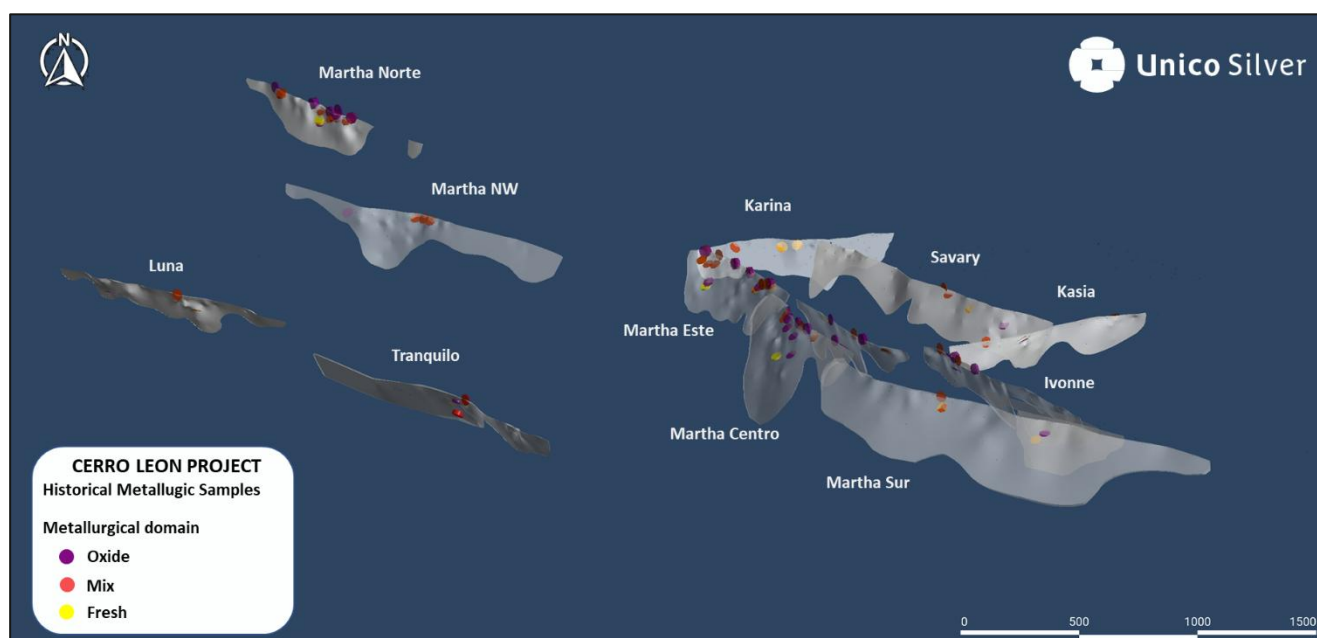 N
Unico Silver
Martha Norte
Martha NW
Karina
Luna
Savary
Kasia
Martha Este
Tranquilo
Ivonne
Martha Centro
Martha Sur
CERRO LEON PROJECT
Historical Metallugic Samples
Metallurgical domain
Oxide
Mix
Fresh
0 500 1000 1500